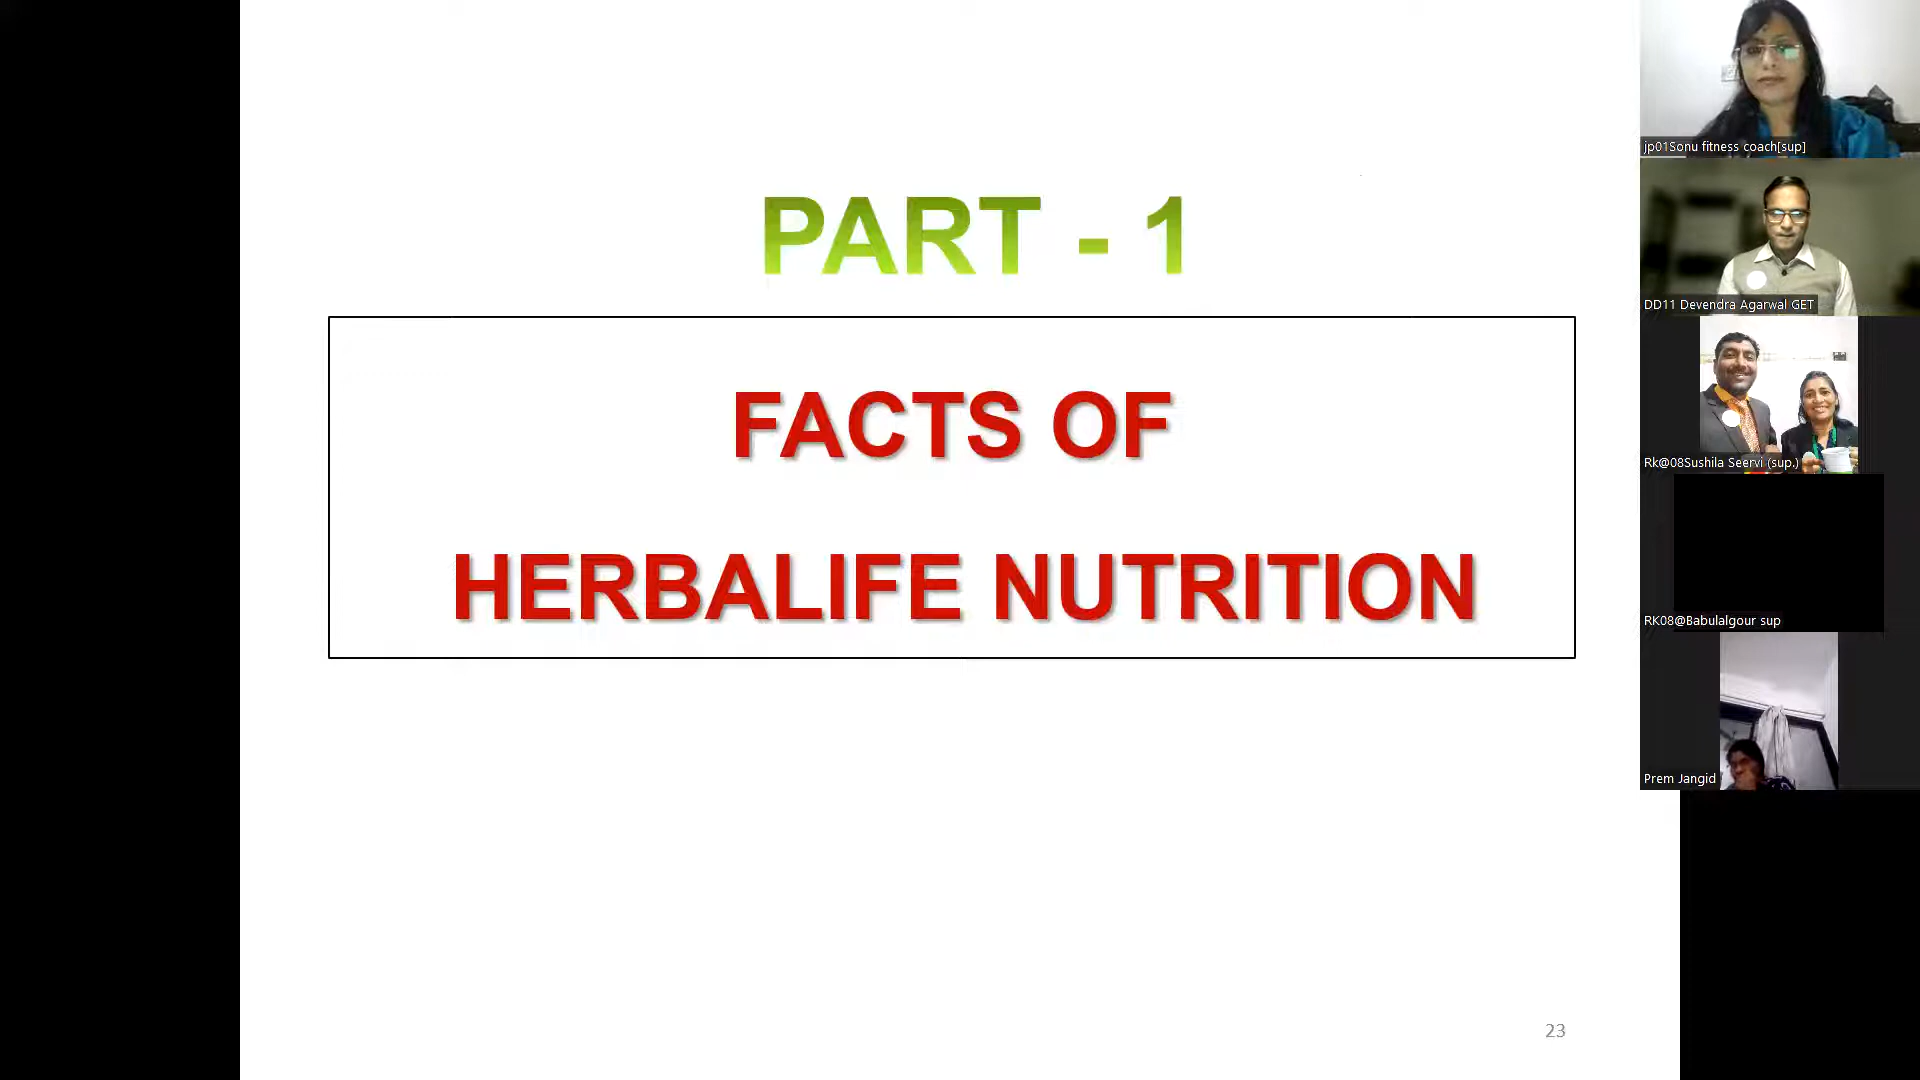 PART - 1
FACTS OF
HERBALIFE NUTRITION
23
jp01Sonu fitness coach[sup]
DD11 Devendra Agarwal GET
Rk@08Sushila Seervi (sup.)
RK08@Babulalgour sup
Prem Jangid